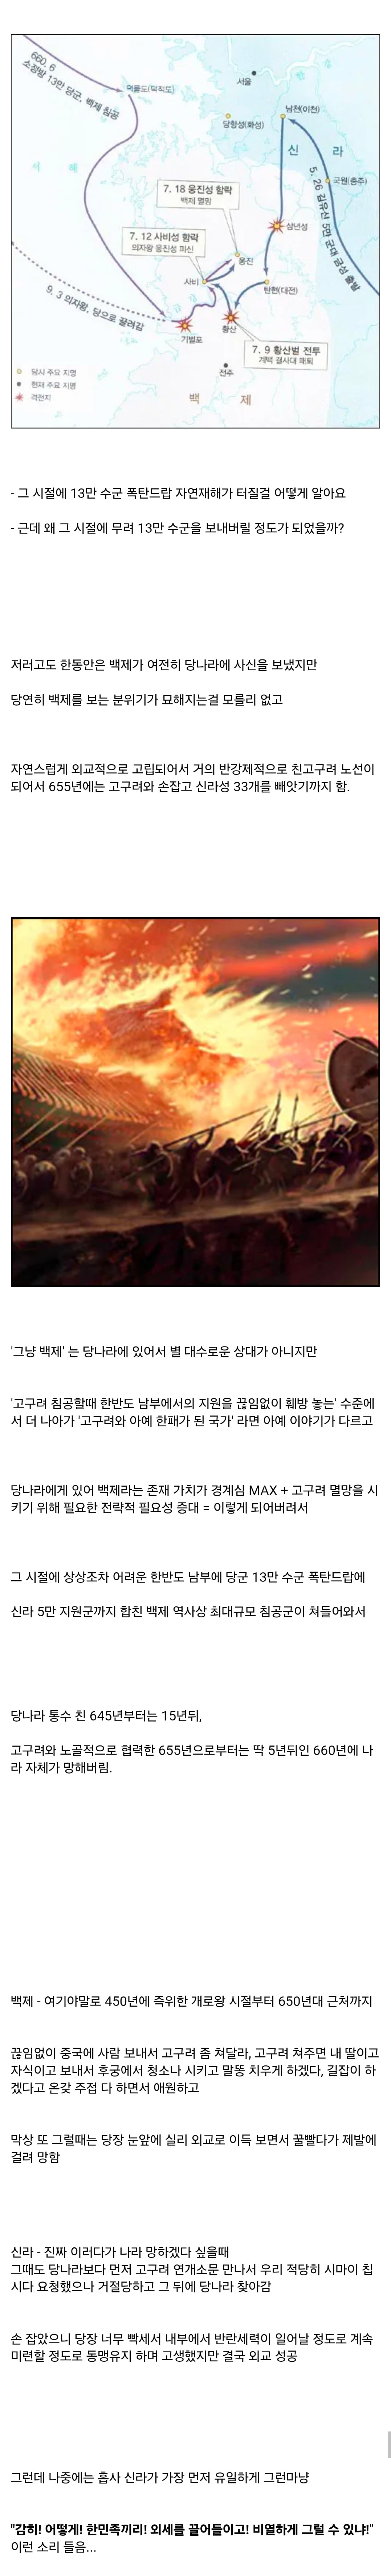 660. 6
소정방 13만 당군, 백제 침공
어물도(덕적도)
서울
당항성(화성)
남천(이천)
신 라
국원(충주)
서 해
5. 26 김유신 5만 군대 금성 출발
7. 18 웅진성 함락
백제 멸망
삼년성
7. 12 사비성 함락
의자왕 웅진성 피신
웅진
사비
탄현(대전)
9. 3 의자왕, 당으로 끌려감
기벌포
황산
7. 9 황산벌 전투
계백 결사대 패퇴
전주
당시 주요 지명
현재 주요 지명
격전지
백 제
- 그 시절에 13만 수군 폭탄드랍 자연재해가 터질걸 어떻게 알아요
- 근데 왜 그 시절에 무려 13만 수군을 보내버릴 정도가 되었을까?
저러고도 한동안은 백제가 여전히 당나라에 사신을 보냈지만
당연히 백제를 보는 분위기가 묘해지는걸 모를리 없고
자연스럽게 외교적으로 고립되어서 거의 반강제적으로 친고구려 노선이
되어서 655년에는 고구려와 손잡고 신라성 33개를 빼앗기까지 함.
'그냥 백제' 는 당나라에 있어서 별 대수로운 상대가 아니지만
'고구려 침공할때 한반도 남부에서의 지원을 끊임없이 훼방 놓는' 수준에
서 더 나아가 '고구려와 아예 한패가 된 국가' 라면 아예 이야기가 다르고
당나라에게 있어 백제라는 존재 가치가 경계심 MAX + 고구려 멸망을 시
키기 위해 필요한 전략적 필요성 증대 = 이렇게 되어버려서
그 시절에 상상조차 어려운 한반도 남부에 당군 13만 수군 폭탄드랍에
신라 5만 지원군까지 합친 백제 역사상 최대규모 침공군이 쳐들어와서
당나라 통수 친 645년부터는 15년뒤,
고구려와 노골적으로 협력한 655년으로부터는 딱 5년뒤인 660년에 나
라 자체가 망해버림.
백제 - 여기야말로 450년에 즉위한 개로왕 시절부터 650년대 근처까지
끊임없이 중국에 사람 보내서 고구려 좀 쳐달라, 고구려 쳐주면 내 딸이고
자식이고 보내서 후궁에서 청소나 시키고 말똥 치우게 하겠다, 길잡이 하
겠다고 온갖 주접 다 하면서 애원하고
막상 또 그럴때는 당장 눈앞에 실리 외교로 이득 보면서 꿀빨다가 제발에
걸려 망함
신라 - 진짜 이러다가 나라 망하겠다 싶을때
그때도 당나라보다 먼저 고구려 연개소문 만나서 우리 적당히 시마이 칩
시다 요청했으나 거절당하고 그 뒤에 당나라 찾아감
손 잡았으니 당장 너무 빡세서 내부에서 반란세력이 일어날 정도로 계속
미련할 정도로 동맹유지 하며 고생했지만 결국 외교 성공
그런데 나중에는 흡사 신라가 가장 먼저 유일하게 그런마냥
"감히! 어떻게! 한민족끼리! 외세를 끌어들이고! 비열하게 그럴 수 있냐!"
이런 소리 들음...